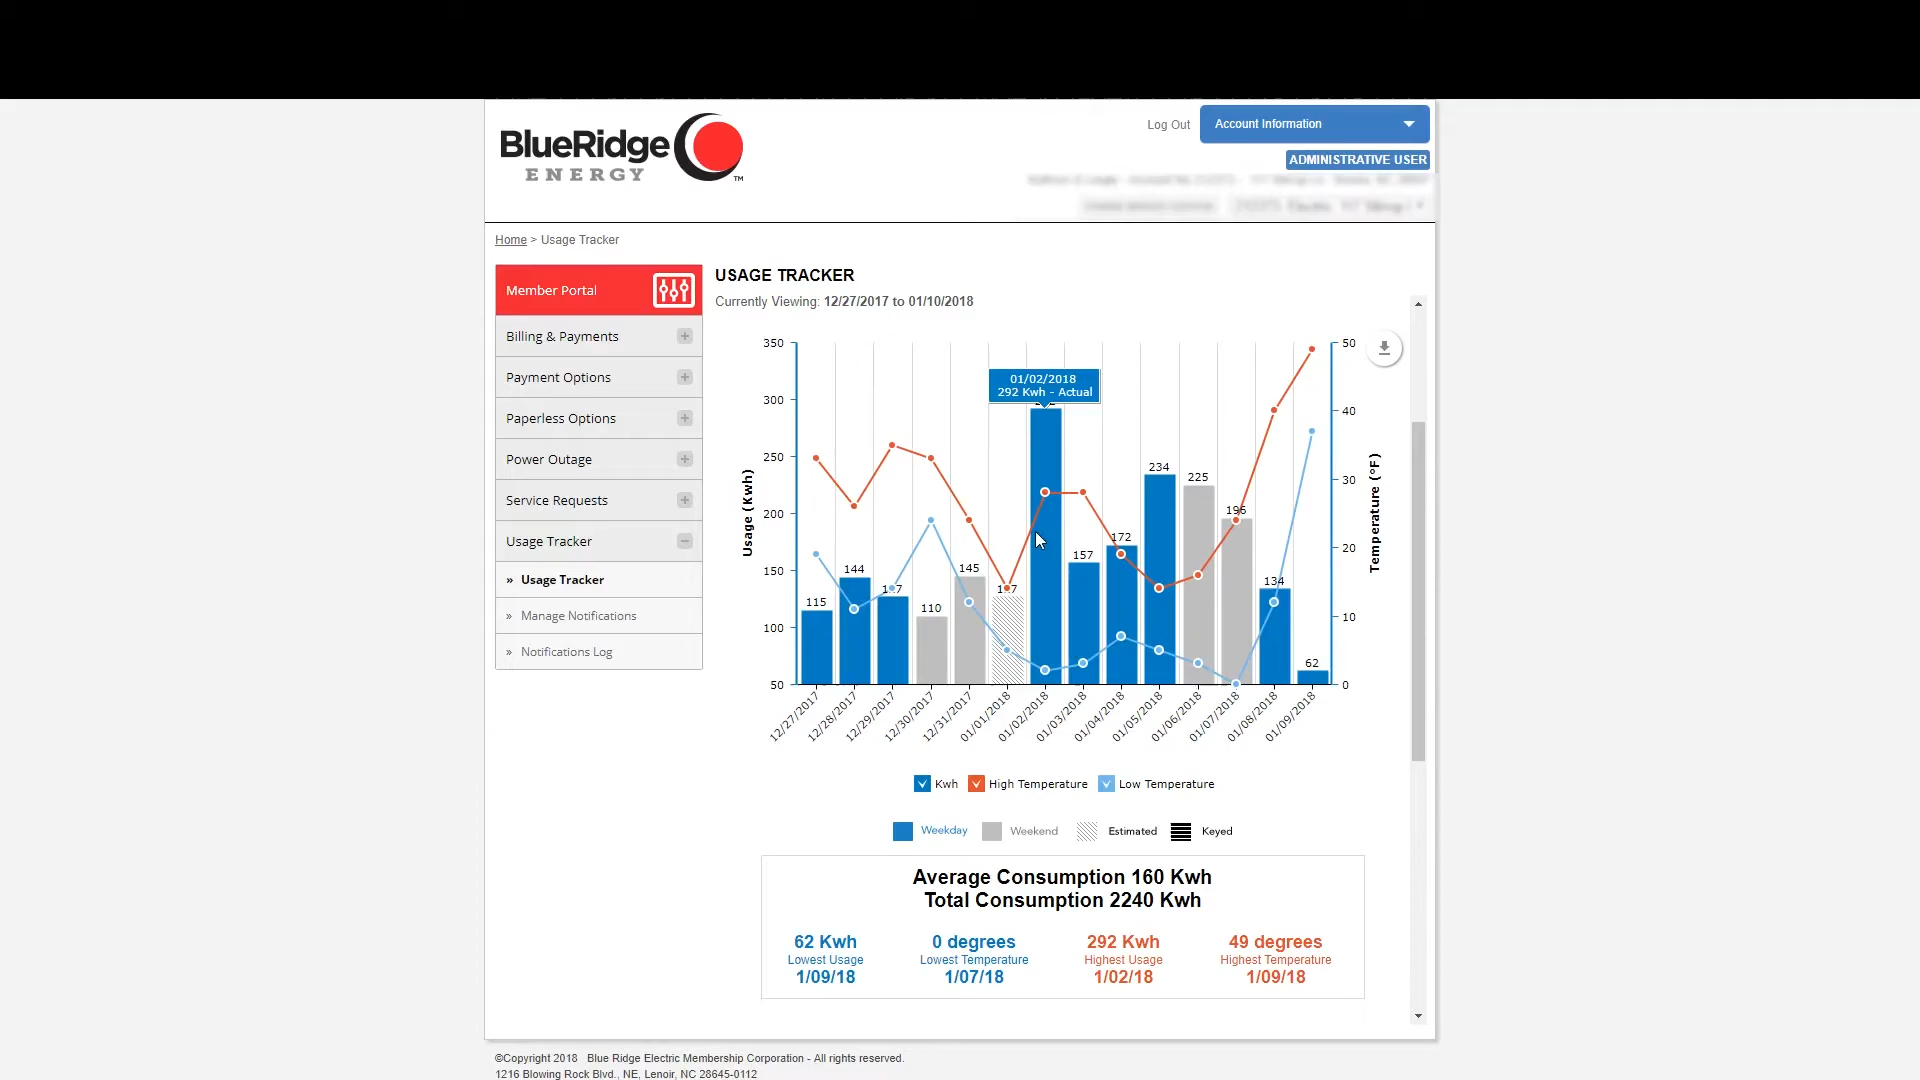 BlueRidge
ENERGY
TM
Log Out
Account Information
ADMINISTRATIVE USER
Home > Usage Tracker
Member Portal
Billing & Payments
Payment Options
Paperless Options
Power Outage
Service Requests
Usage Tracker
» Usage Tracker
» Manage Notifications
» Notifications Log
USAGE TRACKER
Currently Viewing: 12/27/2017 to 01/10/2018
350
300
250
200
150
100
50
Usage (Kwh)
01/02/2018
292 Kwh - Actual
115
144
110
145
157
172
234
225
196
134
62
50
40
30
20
10
0
Temperature (°F)
12/27/2017
12/28/2017
12/29/2017
12/30/2017
12/31/2017
01/01/2018
01/02/2018
01/03/2018
01/04/2018
01/05/2018
01/06/2018
01/07/2018
01/08/2018
01/09/2018
Kwh High Temperature Low Temperature
Weekday Weekend Estimated Keyed
Average Consumption 160 Kwh
Total Consumption 2240 Kwh
62 Kwh 0 degrees 292 Kwh 49 degrees
Lowest Usage Lowest Temperature Highest Usage Highest Temperature
1/09/18 1/07/18 1/02/18 1/09/18
©Copyright 2018 Blue Ridge Electric Membership Corporation - All rights reserved.
1216 Blowing Rock Blvd., NE, Lenoir, NC 28645-0112